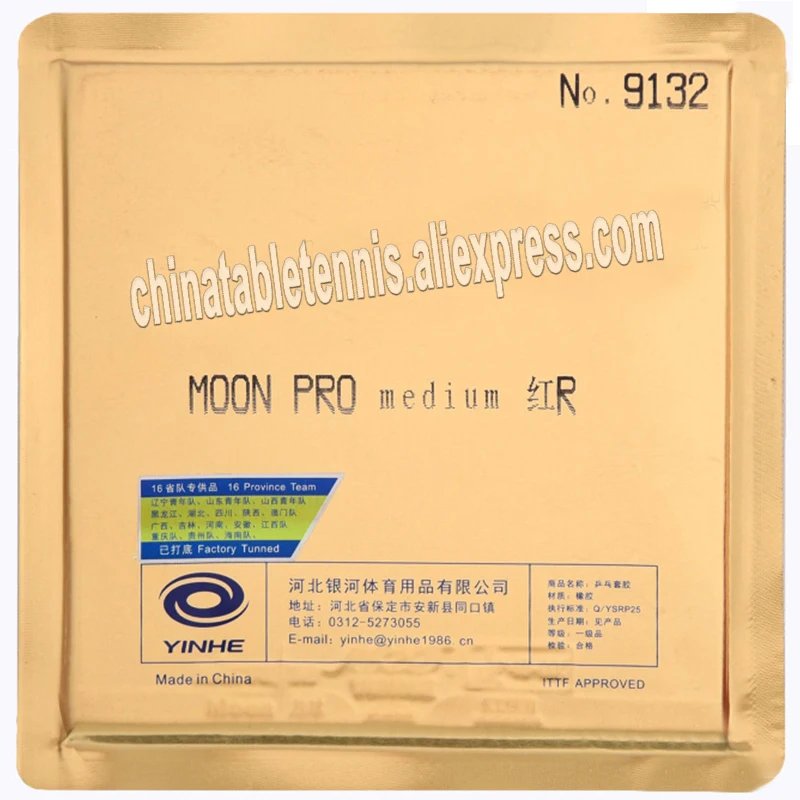 No. 9132
chinatabletennis.aliexpress.com
MOON PRO medium 红R
16省队专供品 16 Province Team
辽宁青年队、山东青年队、山西青年队
黑龙江、湖北、四川、陕西、澳门队
广西、吉林、河南、安徽、江西队
重庆队、贵州队、海南队、
已打底 Factory Tunned
YINHE
河北银河体育用品有限公司
地址：河北省保定市安新县同口镇
电话：0312-5273055
E-mail: yinhe@yinhe1986.cn
商品名称：乒乓套胶
材质：橡胶
执行标准：Q/YSRP25
生产日期：见产品
等级：一级品
检验：合格
Made in China
ITTF APPROVED